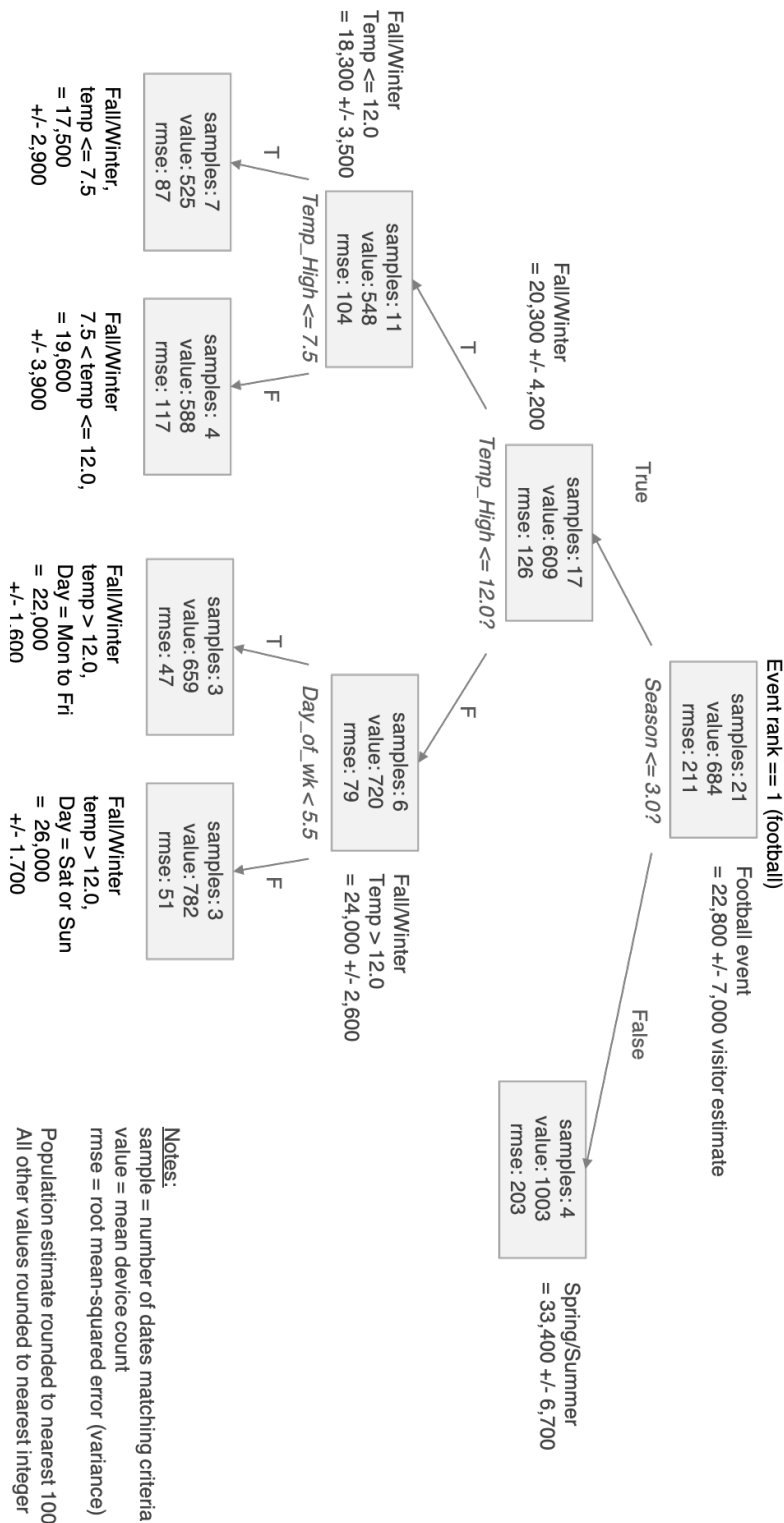 Event rank == 1 (football)
samples: 21
value: 684
rmse: 211
Football event
= 22,800 +/- 7,000 visitor estimate
Season <= 3.0?
True
False
Fall/Winter
= 20,300 +/- 4,200
samples: 17
value: 609
rmse: 126
samples: 4
value: 1003
rmse: 203
Spring/Summer
= 33,400 +/- 6,700
Temp_High <= 12.0?
T
F
Fall/Winter
Temp <= 12.0
= 18,300 +/- 3,500
samples: 11
value: 548
rmse: 104
samples: 6
value: 720
rmse: 79
Fall/Winter
Temp > 12.0
= 24,000 +/- 2,600
Temp_High <= 7.5
T
F
Day_of_wk < 5.5
T
F
samples: 7
value: 525
rmse: 87
samples: 4
value: 588
rmse: 117
samples: 3
value: 659
rmse: 47
samples: 3
value: 782
rmse: 51
Fall/Winter,
temp <= 7.5
= 17,500
+/- 2,900
Fall/Winter
7.5 < temp <= 12.0,
= 19,600
+/- 3,900
Fall/Winter
temp > 12.0,
Day = Mon to Fri
= 22,000
+/- 1,600
Fall/Winter
temp > 12.0,
Day = Sat or Sun
= 26,000
+/- 1,700
Notes:
sample = number of dates matching criteria
value = mean device count
rmse = root mean-squared error (variance)
Population estimate rounded to nearest 100
All other values rounded to nearest integer